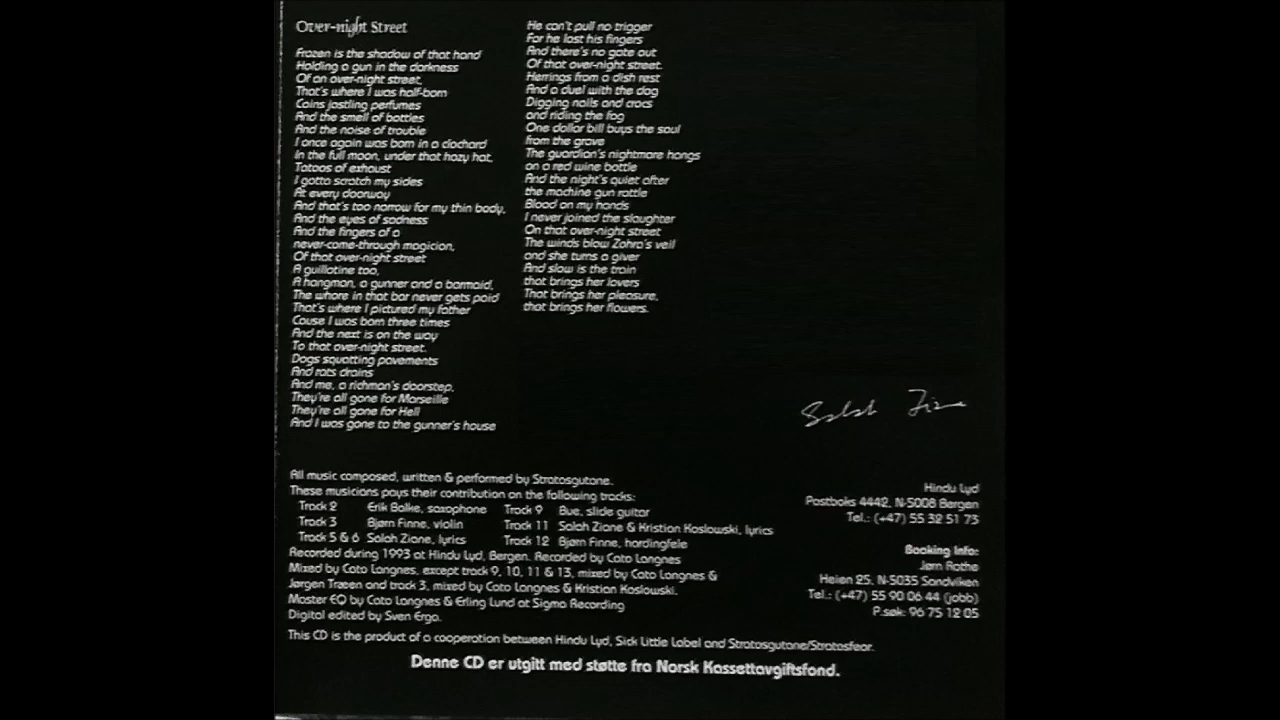 Over-night Street
Frozen is the shadow of that hand
Holding a gun in the darkness
Of an over-night street,
That's where I was half-born
Coins jostling perfumes
And the smell of bottles
And the noise of trouble
I once again was born in a clochard
In the full moon, under that hazy hat,
Tatoos of exhaust
I gotta scratch my sides
At every doorway
And that's too narrow for my thin body,
And the eyes of sadness
And the fingers of a
never-come-through magician,
Of that over-night street
A guillotine too,
A hangman, a gunner and a barmaid,
The whore in that bar never gets paid
That's where I pictured my father
Cause I was born three times
And the next is on the way
To that over-night street.
Dogs squatting pavements
And rats drains
And me, a richman's doorstep,
They're all gone for Marseille
They're all gone for Hell
And I was gone to the gunner's house
He can't pull no trigger
For he lost his fingers
And there's no gate out
Of that over-night street.
Herrings from a dish rest
And a duel with the dog
Digging nails and cracs
and riding the fog
One dollar bill buys the soul
from the grave
The guardian's nightmare hangs
on a red wine bottle
And the night's quiet after
the machine gun rattle
Blood on my hands
I never joined the slaughter
On that over-night street
The winds blow Zohra's veil
and she turns a giver
And slow is the train
that brings her lovers
That brings her pleasure,
that brings her flowers.
Salah Ziane
All music composed, written & performed by Stratosgutane.
These musicians pays their contribution on the following tracks:
Track 2 Erik Balke, saxophone Track 9 Bue, slide guitar
Track 3 Bjørn Finne, violin Track 11 Salah Ziane & Kristian Koslowski, lyrics
Track 5 & 6 Salah Ziane, lyrics Track 12 Bjørn Finne, hardingfele
Recorded during 1993 at Hindu Lyd, Bergen. Recorded by Cato Langnes
Mixed by Cato Langnes, except track 9, 10, 11 & 13, mixed by Cato Langnes &
Jørgen Træen and track 3, mixed by Cato Langnes & Kristian Koslowski.
Master EQ by Cato Langnes & Erling Lund at Sigma Recording
Digital edited by Sven Erga.
Hindu Lyd
Postboks 4442, N-5008 Bergen
Tel.: (+47) 55 32 51 73
Booking Info:
Jørn Rothe
Heien 25, N-5035 Sandviken
Tel.: (+47) 55 90 06 44 (jobb)
P.søk: 96 75 12 05
This CD is the product of a cooperation between Hindu Lyd, Sick Little Label and Stratosgutane/Stratosfear.
Denne CD er utgitt med støtte fra Norsk Kassettavgiftsfond.